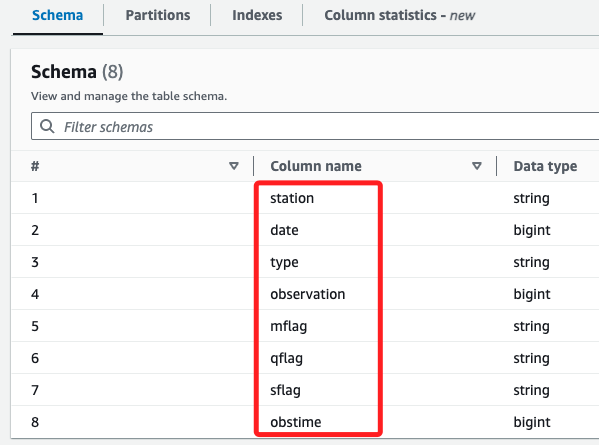 Schema Partitions Indexes Column statistics - new
Schema (8)
View and manage the table schema.
Filter schemas
# Column name Data type
1 station string
2 date bigint
3 type string
4 observation bigint
5 mflag string
6 qflag string
7 sflag string
8 obstime bigint